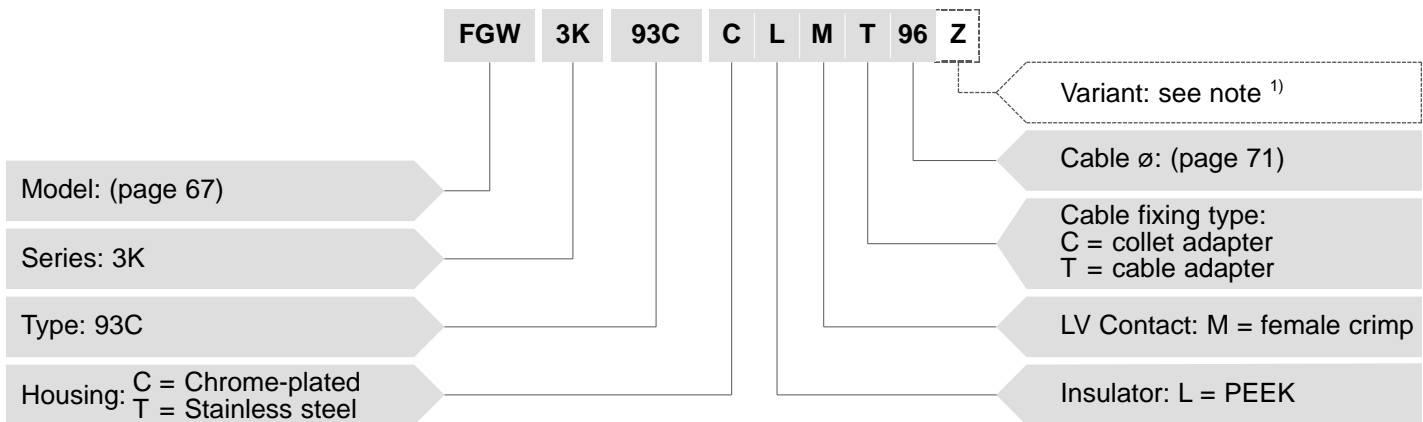 FGW 3K 93C C L M T 96 Z
Variant: see note 1)
Cable ø: (page 71)
Model: (page 67)
Cable fixing type:
C = collet adapter
T = cable adapter
Series: 3K
Type: 93C
LV Contact: M = female crimp
Housing: C = Chrome-plated
T = Stainless steel
Insulator: L = PEEK